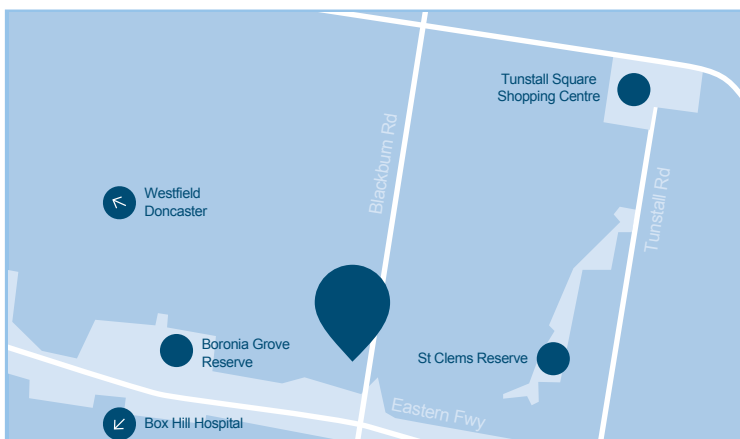 Tunstall Square
Shopping Centre
Blackburn Rd
Westfield
Doncaster
Tunstall Rd
Boronia Grove
Reserve
St Clems Reserve
Eastern Fwy
Box Hill Hospital